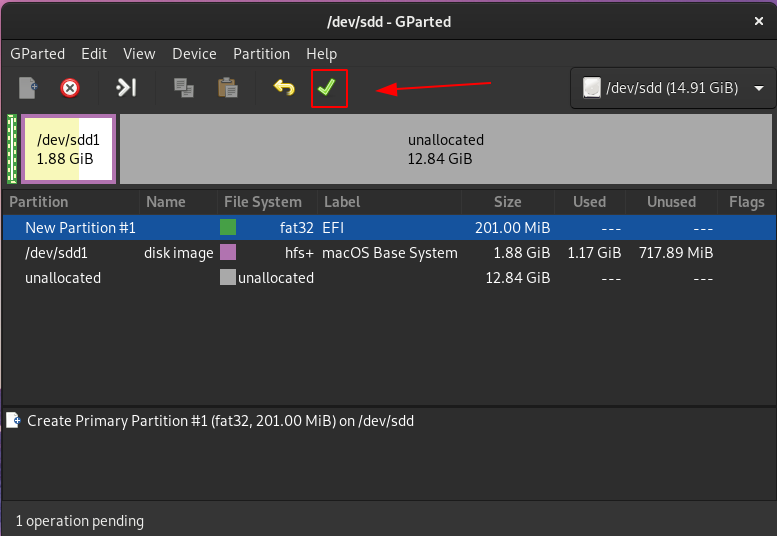 /dev/sdd - GParted
GParted Edit View Device Partition Help
/dev/sdd (14.91 GiB)
/dev/sdd1
1.88 GiB
unallocated
12.84 GiB
Partition Name File System Label Size Used Unused Flags
New Partition #1 fat32 EFI 201.00 MiB --- ---
/dev/sdd1 disk image hfs+ macOS Base System 1.88 GiB 1.17 GiB 717.89 MiB
unallocated unallocated 12.84 GiB --- ---
Create Primary Partition #1 (fat32, 201.00 MiB) on /dev/sdd
1 operation pending